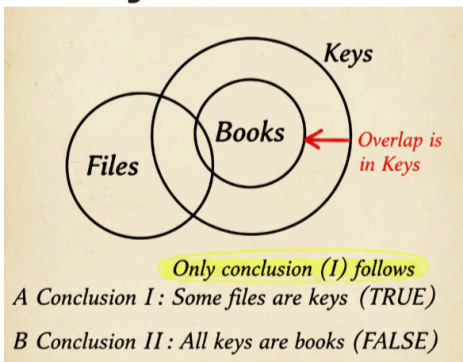 Keys
Books
Files
Overlap is
in Keys
Only conclusion (I) follows
A Conclusion I : Some files are keys (TRUE)
B Conclusion II : All keys are books (FALSE)